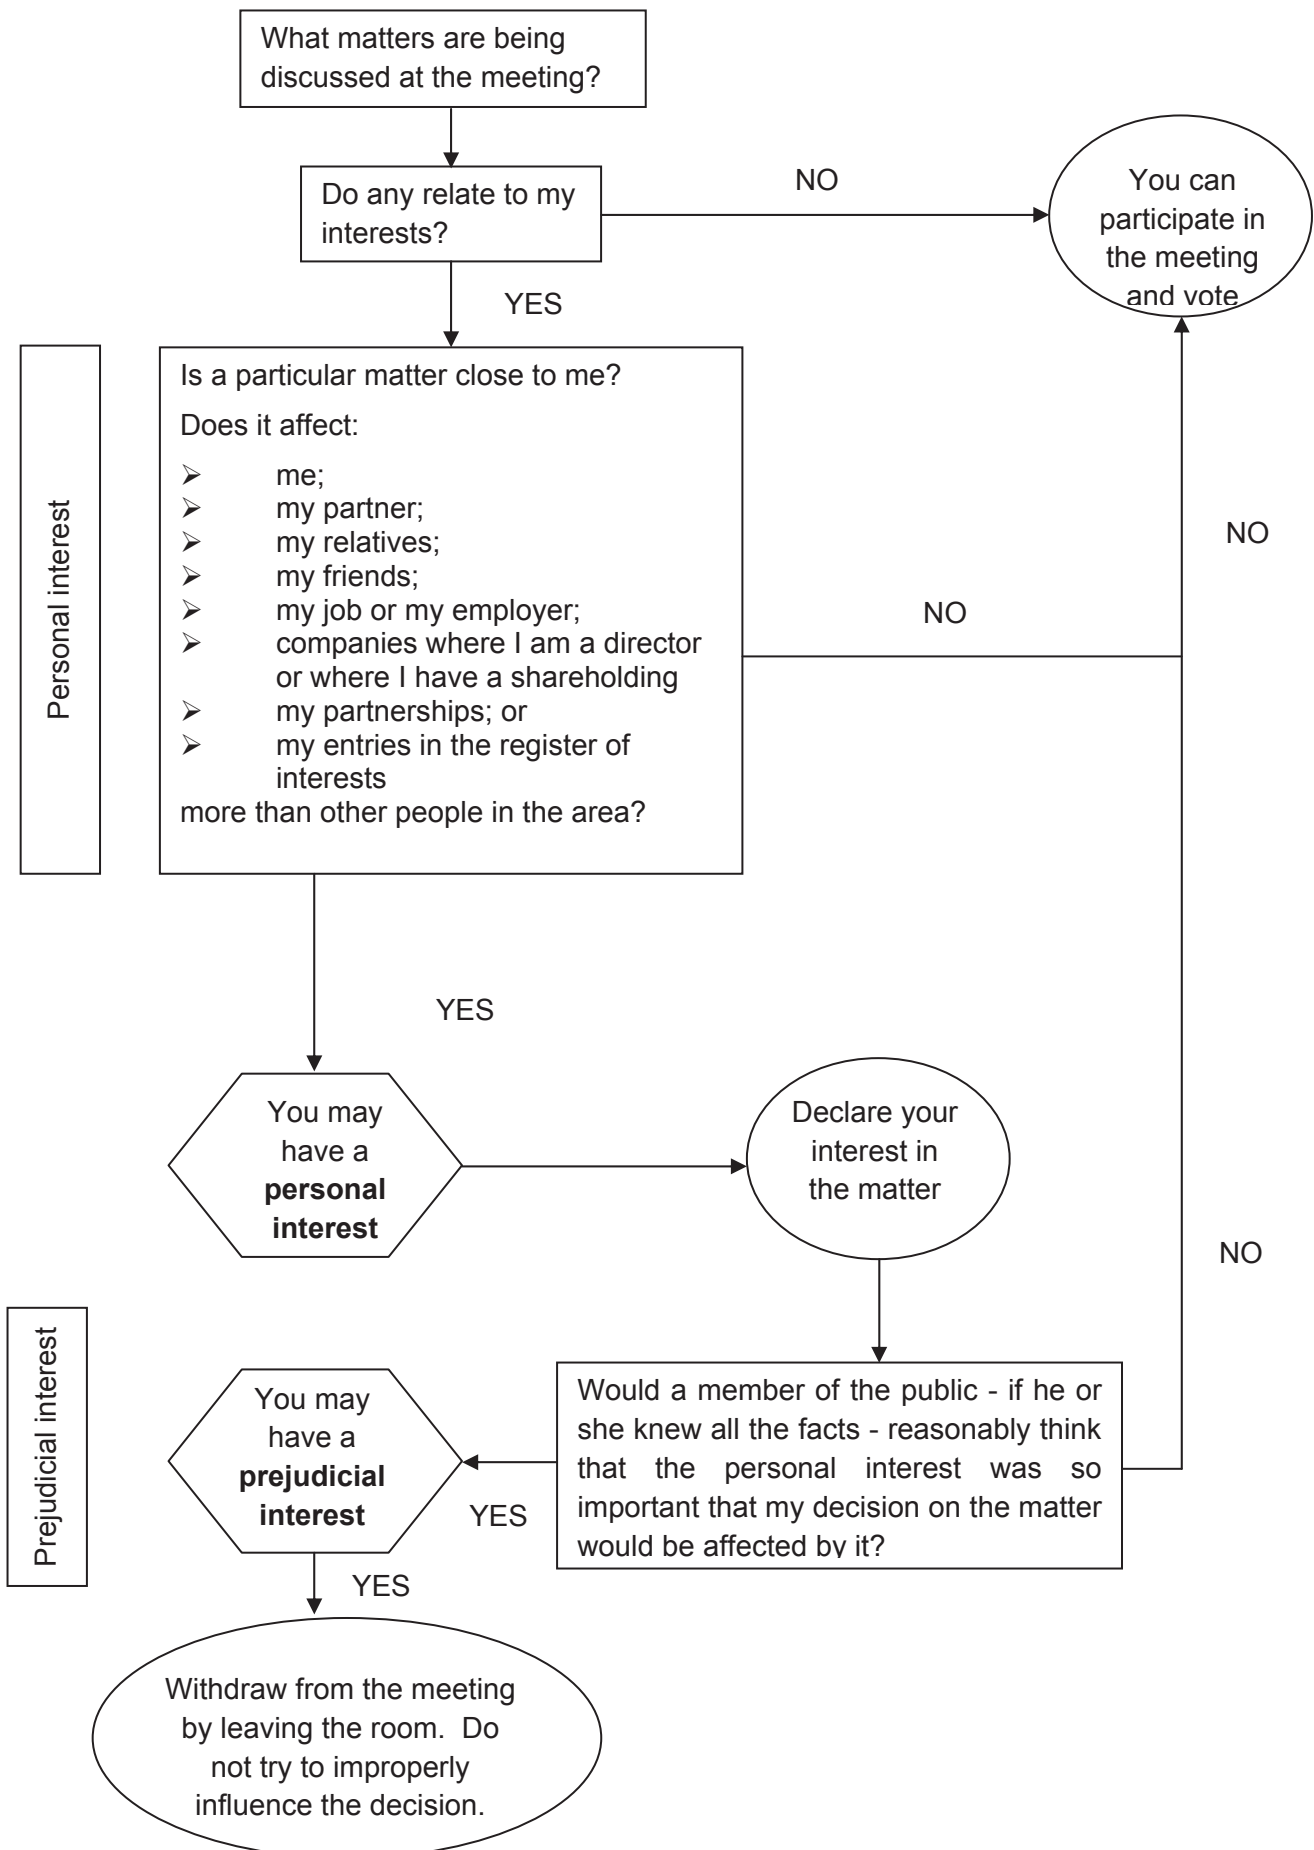 What matters are being
discussed at the meeting?
Do any relate to my
interests?
NO
You can
participate in
the meeting
and vote
YES
Personal interest
Is a particular matter close to me?
Does it affect:
➢ me;
➢ my partner;
➢ my relatives;
➢ my friends;
➢ my job or my employer;
➢ companies where I am a director
or where I have a shareholding
➢ my partnerships; or
➢ my entries in the register of
interests
more than other people in the area?
NO
NO
YES
You may
have a
personal
interest
Declare your
interest in
the matter
NO
Prejudicial interest
You may
have a
prejudicial
interest
YES
Would a member of the public - if he or
she knew all the facts - reasonably think
that the personal interest was so
important that my decision on the matter
would be affected by it?
YES
Withdraw from the meeting
by leaving the room. Do
not try to improperly
influence the decision.